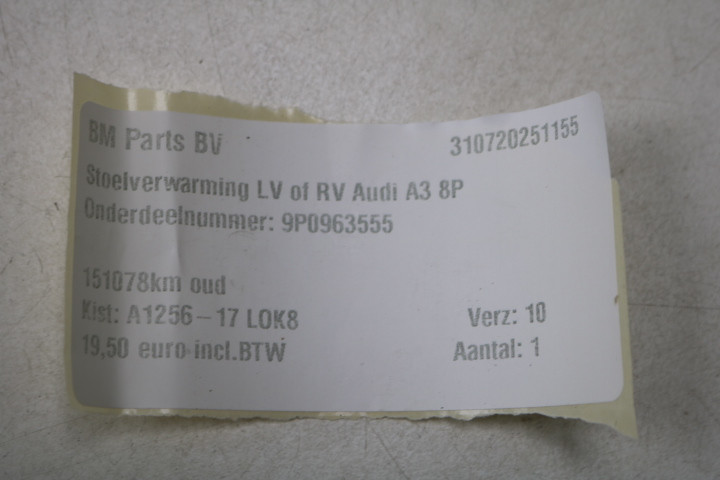 BM Parts BV 310720251155
Stoelverwarming LV of RV Audi A3 8P
Onderdeelnummer: 9P0963555
151078km oud
Kist: A1256-17 LOK8 Verz: 10
19,50 euro incl.BTW Aantal: 1